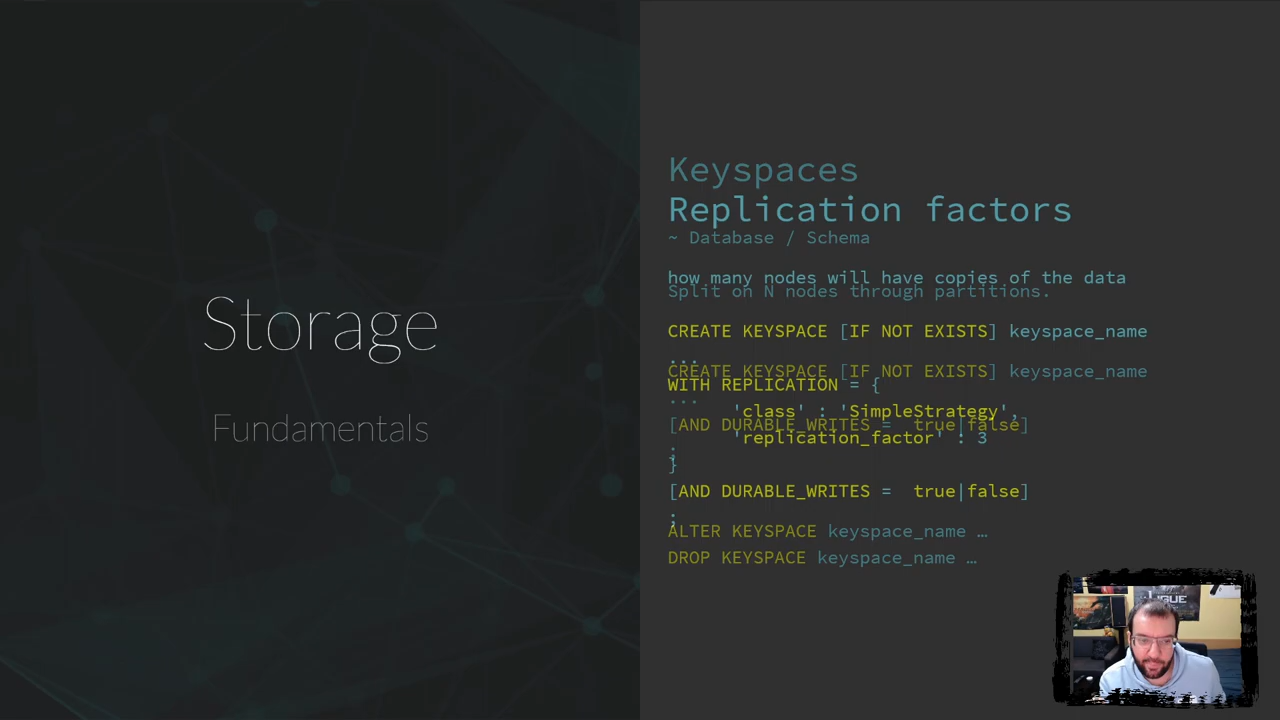 Storage
Fundamentals
Keyspaces
Replication factors
~ Database / Schema
how many nodes will have copies of the data
Split on N nodes through partitions.
CREATE KEYSPACE [IF NOT EXISTS] keyspace_name
...
CREATE KEYSPACE [IF NOT EXISTS] keyspace_name
WITH REPLICATION = {
...
'class' : 'SimpleStrategy',
[AND DURABLE_WRITES =  true|false]
'replication_factor' : 3
;
}
[AND DURABLE_WRITES =  true|false]
;
ALTER KEYSPACE keyspace_name …
DROP KEYSPACE keyspace_name …